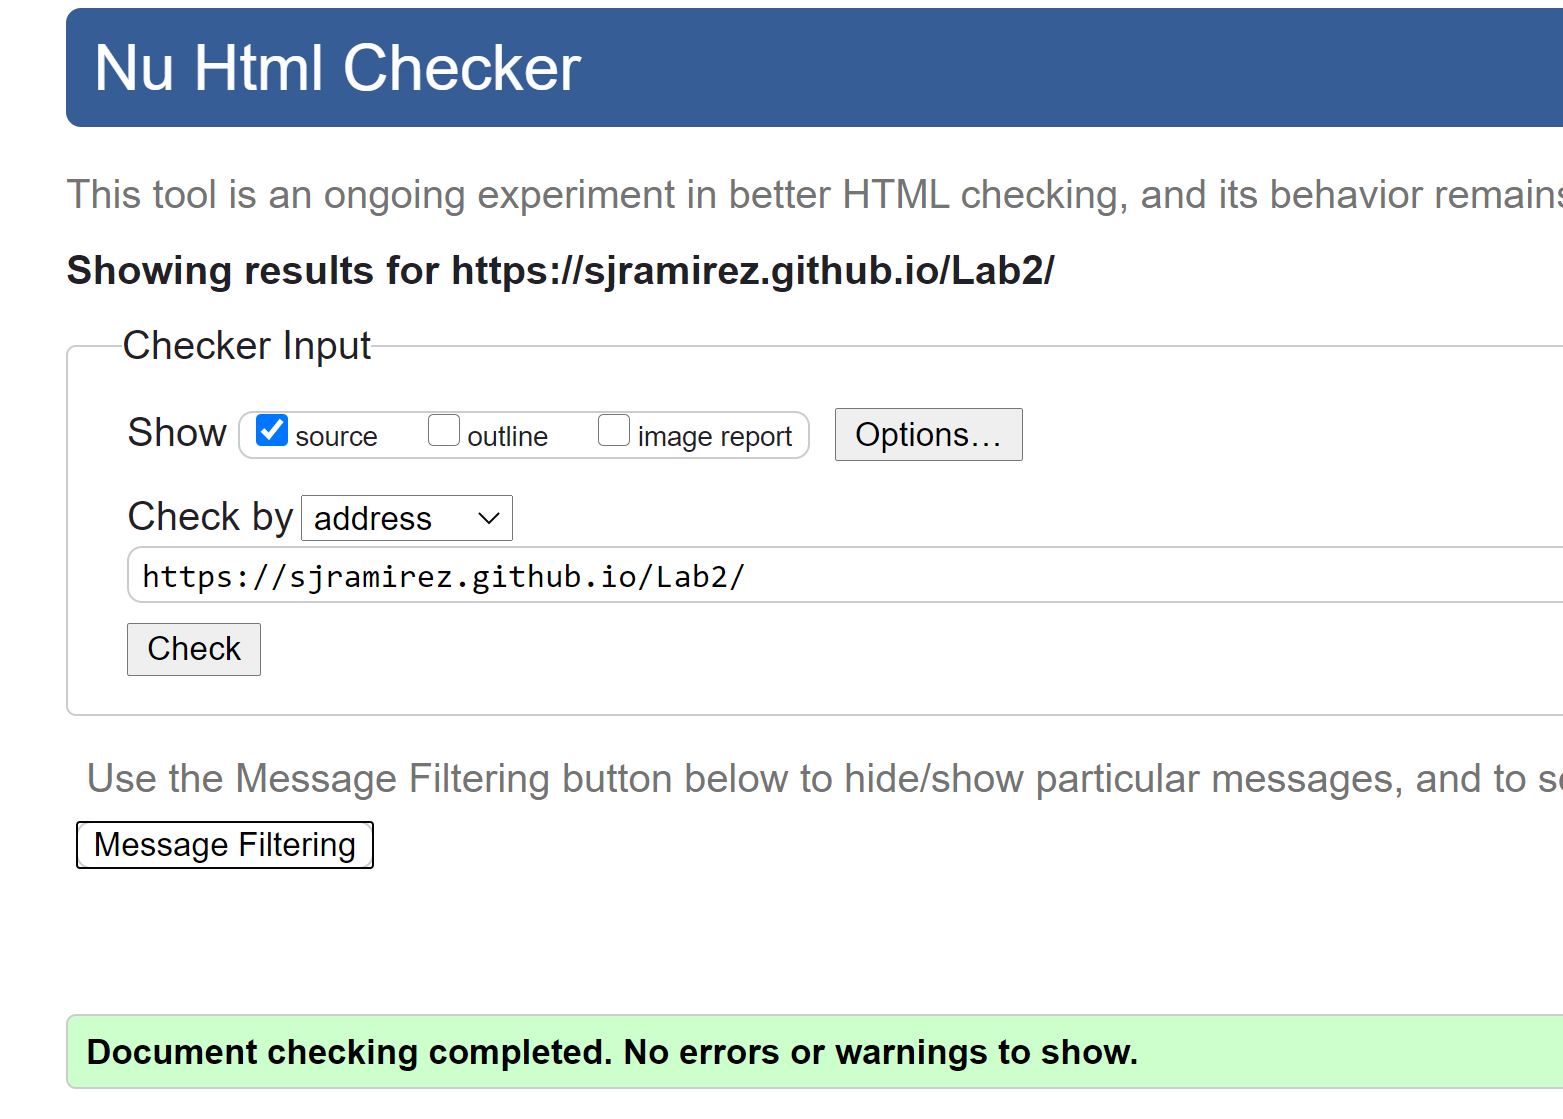 Nu Html Checker
This tool is an ongoing experiment in better HTML checking, and its behavior remains
Showing results for https://sjramirez.github.io/Lab2/
Checker Input
Show source outline image report Options...
Check by address
https://sjramirez.github.io/Lab2/
Check
Use the Message Filtering button below to hide/show particular messages, and to
Message Filtering
Document checking completed. No errors or warnings to show.